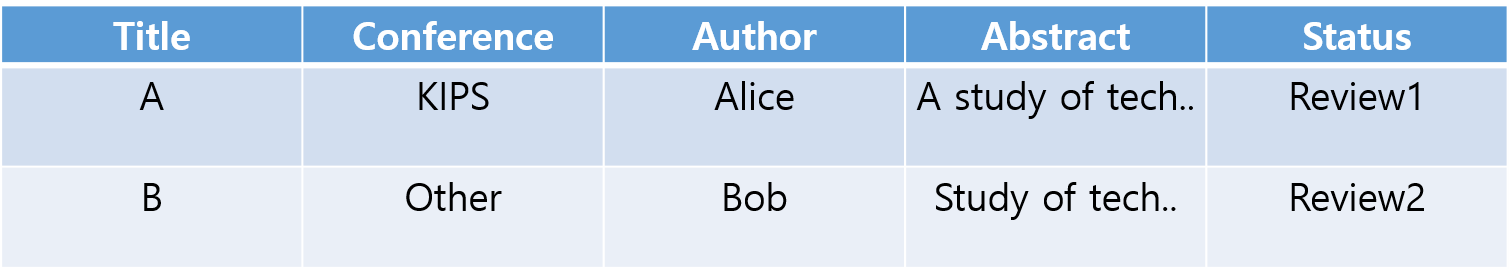 Title Conference Author Abstract Status
A KIPS Alice A study of tech.. Review1
B Other Bob Study of tech.. Review2